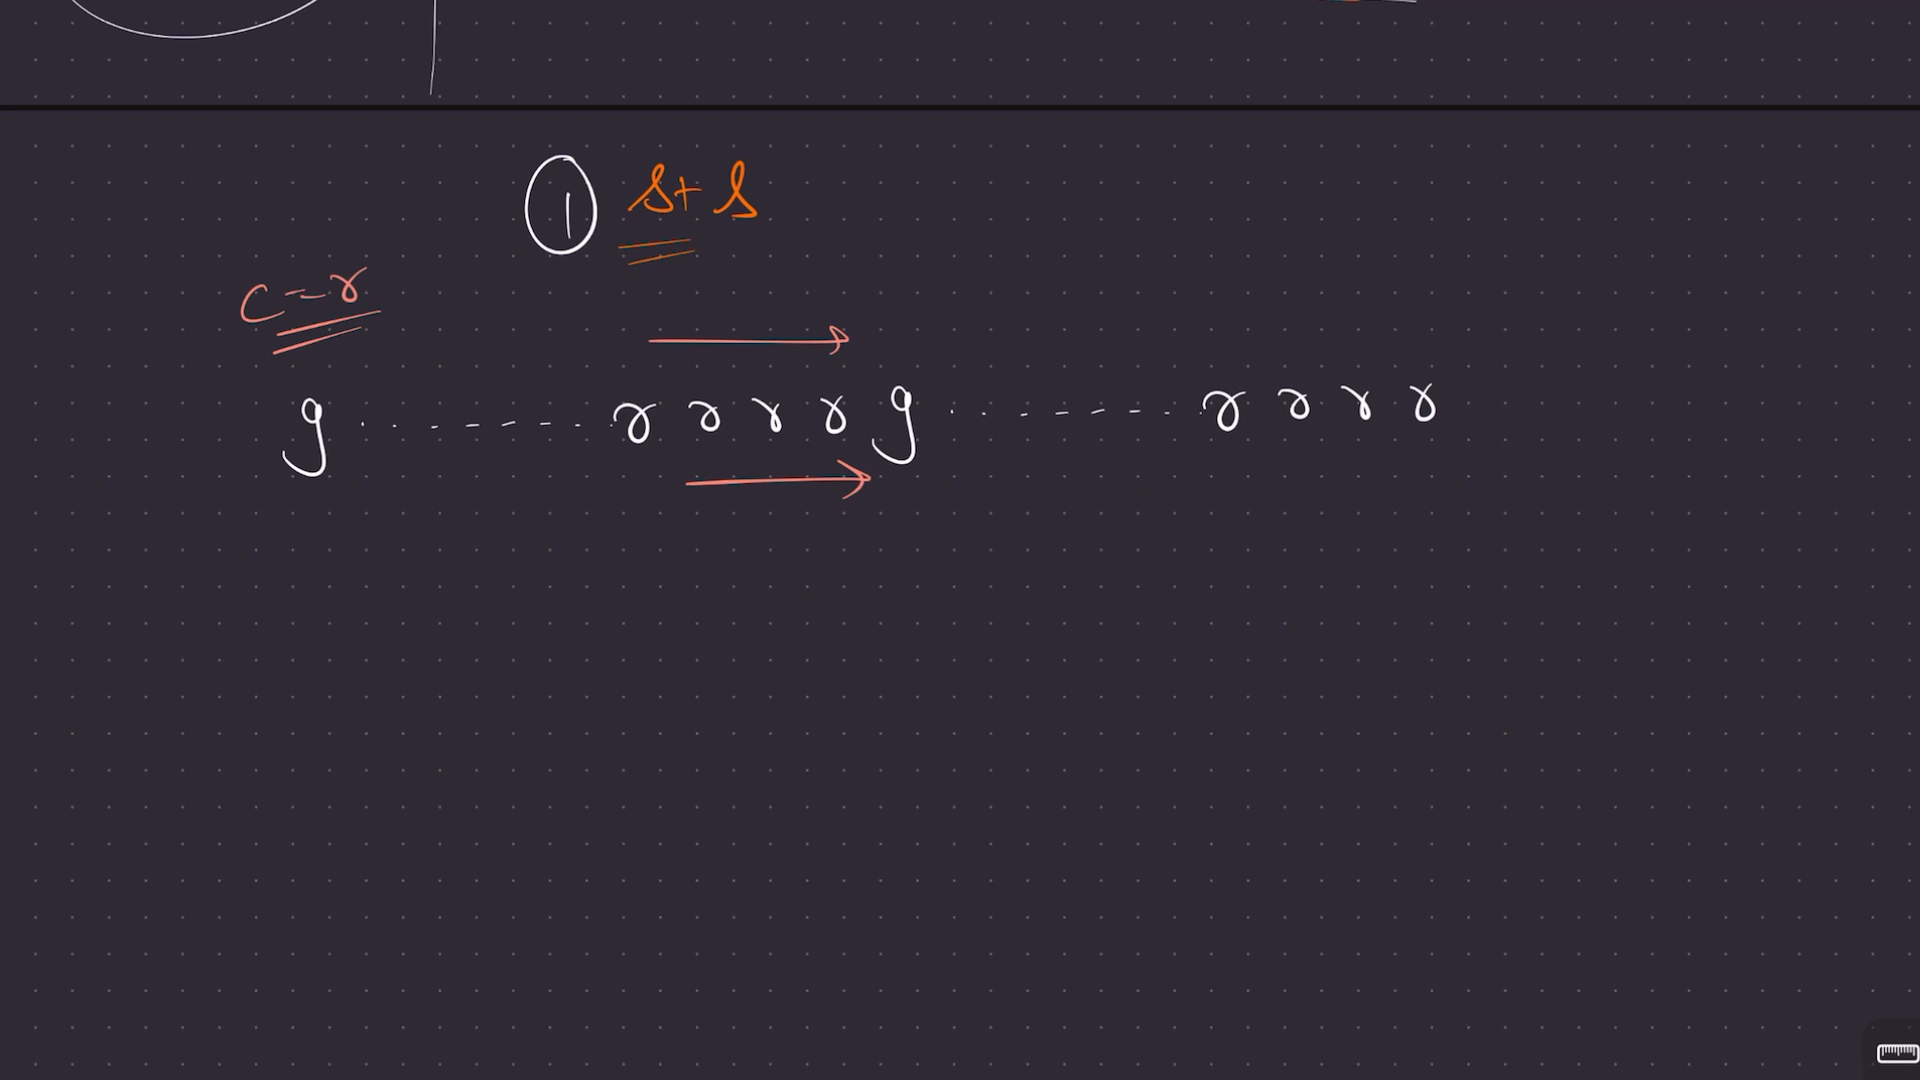 1 S+S
C = r
g . . - - - - - . . r r r r g . . - - - - - . r r r r